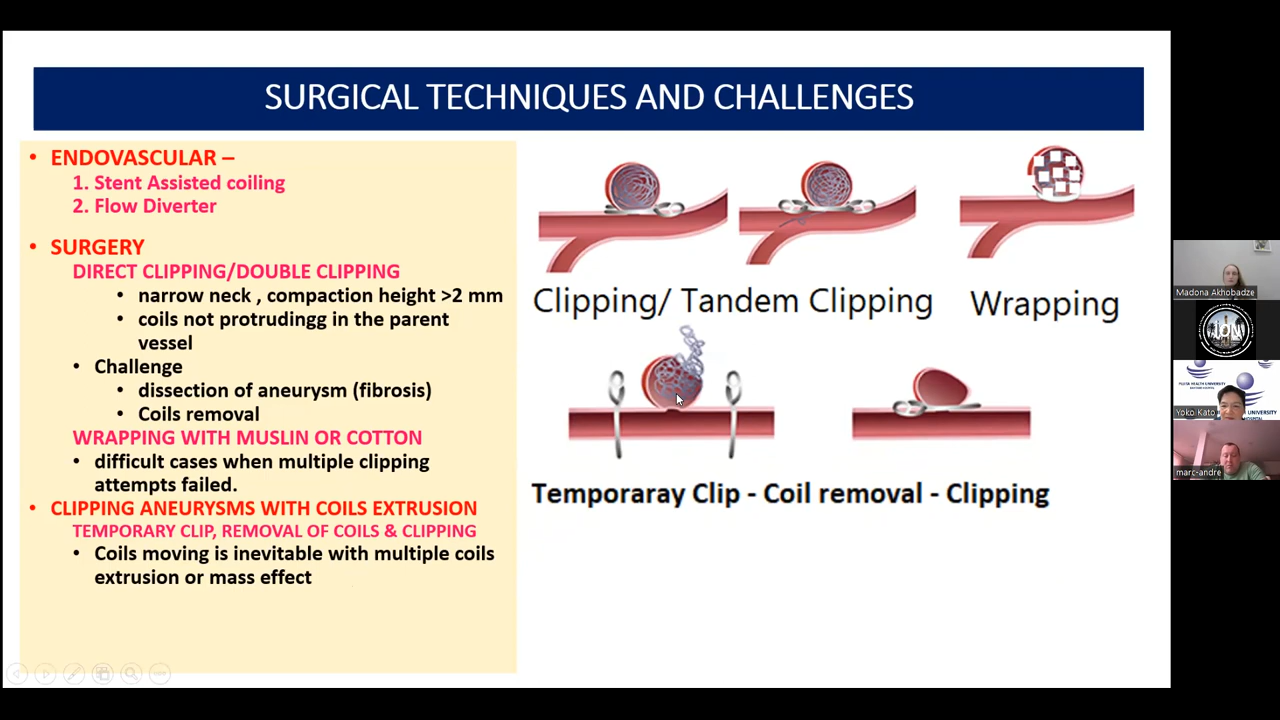 SURGICAL TECHNIQUES AND CHALLENGES
• ENDOVASCULAR –
1. Stent Assisted coiling
2. Flow Diverter
• SURGERY
DIRECT CLIPPING/DOUBLE CLIPPING
• narrow neck , compaction height >2 mm
• coils not protrudingg in the parent
vessel
• Challenge
• dissection of aneurysm (fibrosis)
• Coils removal
WRAPPING WITH MUSLIN OR COTTON
• difficult cases when multiple clipping
attempts failed.
• CLIPPING ANEURYSMS WITH COILS EXTRUSION
TEMPORARY CLIP, REMOVAL OF COILS & CLIPPING
• Coils moving is inevitable with multiple coils
extrusion or mass effect
Clipping/ Tandem Clipping
Wrapping
Temporaray Clip - Coil removal - Clipping
Madona Akhobadze
Yoko Kato
marc-andre